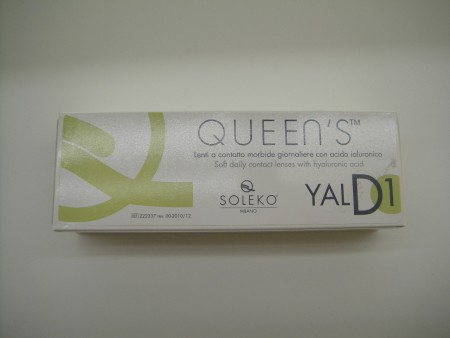 QUEEN'S™
Lenti a contatto morbide giornaliere con acido ialuronico
Soft daily contact lenses with hyaluronic acid
SOLEKO
MILANO
YAL D1